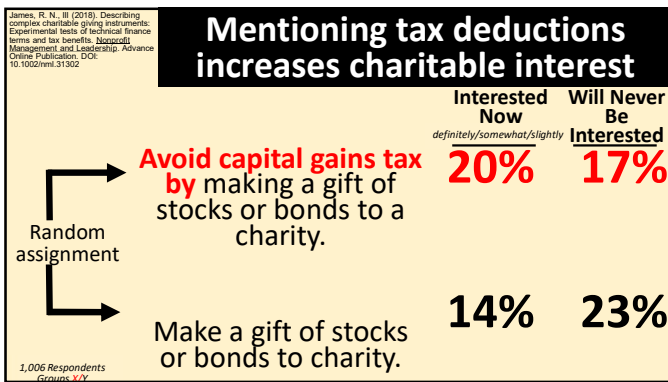 James, R. N., III (2018). Describing
complex charitable giving instruments:
Experimental tests of technical finance
terms and tax benefits. Nonprofit
Management and Leadership. Advance
Online Publication. DOI:
10.1002/nml.31302
Mentioning tax deductions
increases charitable interest
Interested
Now
definitely/somewhat/slightly
Will Never
Be
Interested
Avoid capital gains tax
by making a gift of
stocks or bonds to a
charity.
20%
17%
Random
assignment
Make a gift of stocks
or bonds to charity.
14%
23%
1,006 Respondents
Groups X/Y